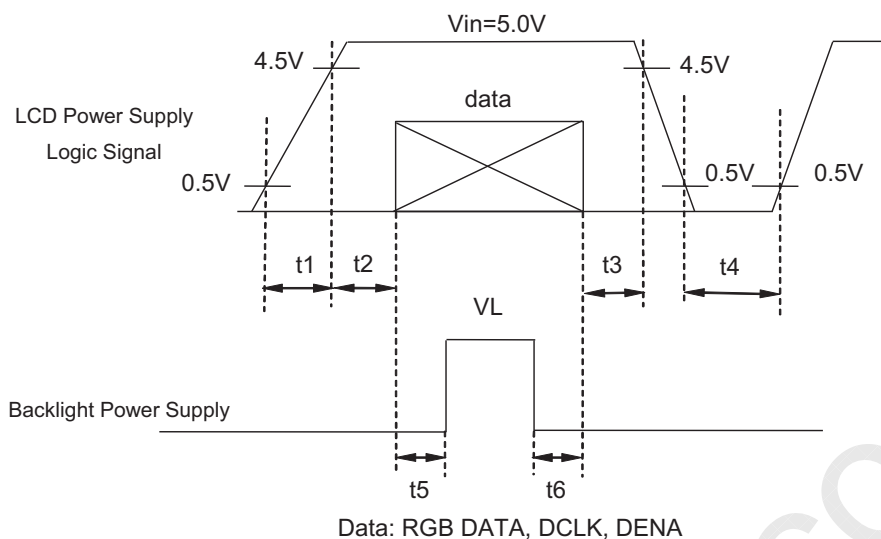 Vin=5.0V
4.5V
4.5V
data
LCD Power Supply
Logic Signal
0.5V
0.5V
0.5V
t1
t2
t3
t4
VL
Backlight Power Supply
t5
t6
Data: RGB DATA, DCLK, DENA